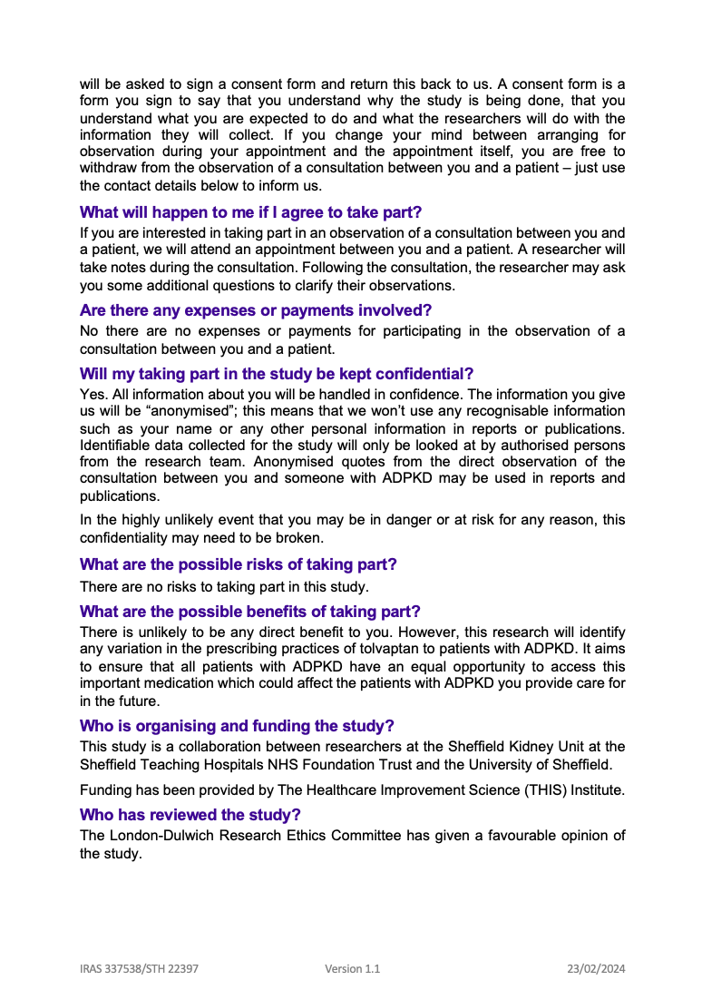 will be asked to sign a consent form and return this back to us. A consent form is a
form you sign to say that you understand why the study is being done, that you
understand what you are expected to do and what the researchers will do with the
information they will collect. If you change your mind between arranging for
observation during your appointment and the appointment itself, you are free to
withdraw from the observation of a consultation between you and a patient – just use
the contact details below to inform us.
What will happen to me if I agree to take part?
If you are interested in taking part in an observation of a consultation between you and
a patient, we will attend an appointment between you and a patient. A researcher will
take notes during the consultation. Following the consultation, the researcher may ask
you some additional questions to clarify their observations.
Are there any expenses or payments involved?
No there are no expenses or payments for participating in the observation of a
consultation between you and a patient.
Will my taking part in the study be kept confidential?
Yes. All information about you will be handled in confidence. The information you give
us will be “anonymised”; this means that we won’t use any recognisable information
such as your name or any other personal information in reports or publications.
Identifiable data collected for the study will only be looked at by authorised persons
from the research team. Anonymised quotes from the direct observation of the
consultation between you and someone with ADPKD may be used in reports and
publications.
In the highly unlikely event that you may be in danger or at risk for any reason, this
confidentiality may need to be broken.
What are the possible risks of taking part?
There are no risks to taking part in this study.
What are the possible benefits of taking part?
There is unlikely to be any direct benefit to you. However, this research will identify
any variation in the prescribing practices of tolvaptan to patients with ADPKD. It aims
to ensure that all patients with ADPKD have an equal opportunity to access this
important medication which could affect the patients with ADPKD you provide care for
in the future.
Who is organising and funding the study?
This study is a collaboration between researchers at the Sheffield Kidney Unit at the
Sheffield Teaching Hospitals NHS Foundation Trust and the University of Sheffield.
Funding has been provided by The Healthcare Improvement Science (THIS) Institute.
Who has reviewed the study?
The London-Dulwich Research Ethics Committee has given a favourable opinion of
the study.
IRAS 337538/STH 22397 Version 1.1 23/02/2024